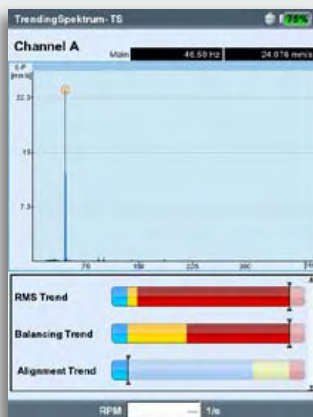 TrendingSpektrum-TS
75%
Channel A
Main 46.50 Hz 24.076 mm/s
0-P
[mm/s]
22.5
15
7.5
75 150 225 300
RMS Trend
Balancing Trend
Alignment Trend
RPM --- 1/s